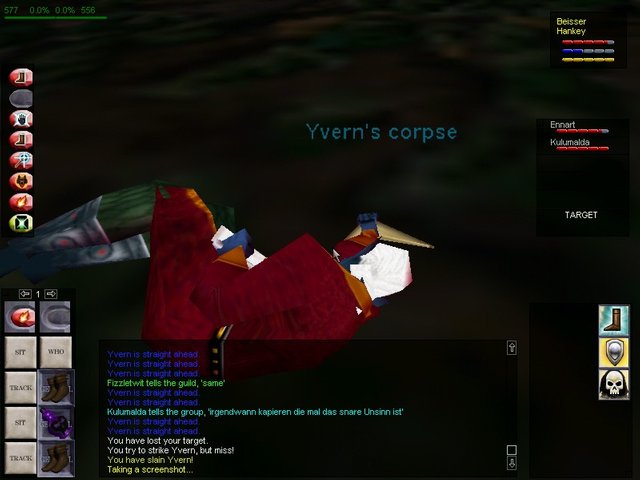 577 0.0% 0.0% 556
Beisser
Hankey
Yvern's corpse
Ennart
Kulumalda
TARGET
1
SIT WHO
TRACK
SIT
TRACK
Yvern is straight ahead.
Yvern is straight ahead.
Yvern is straight ahead.
Fizzletwit tells the guild, 'same'
Yvern is straight ahead.
Yvern is straight ahead.
Kulumalda tells the group, 'irgendwann kapieren die mal das snare Unsinn ist'
Yvern is straight ahead.
Yvern is straight ahead.
You have lost your target.
You try to strike Yvern, but miss!
You have slain Yvern!
Taking a screenshot...